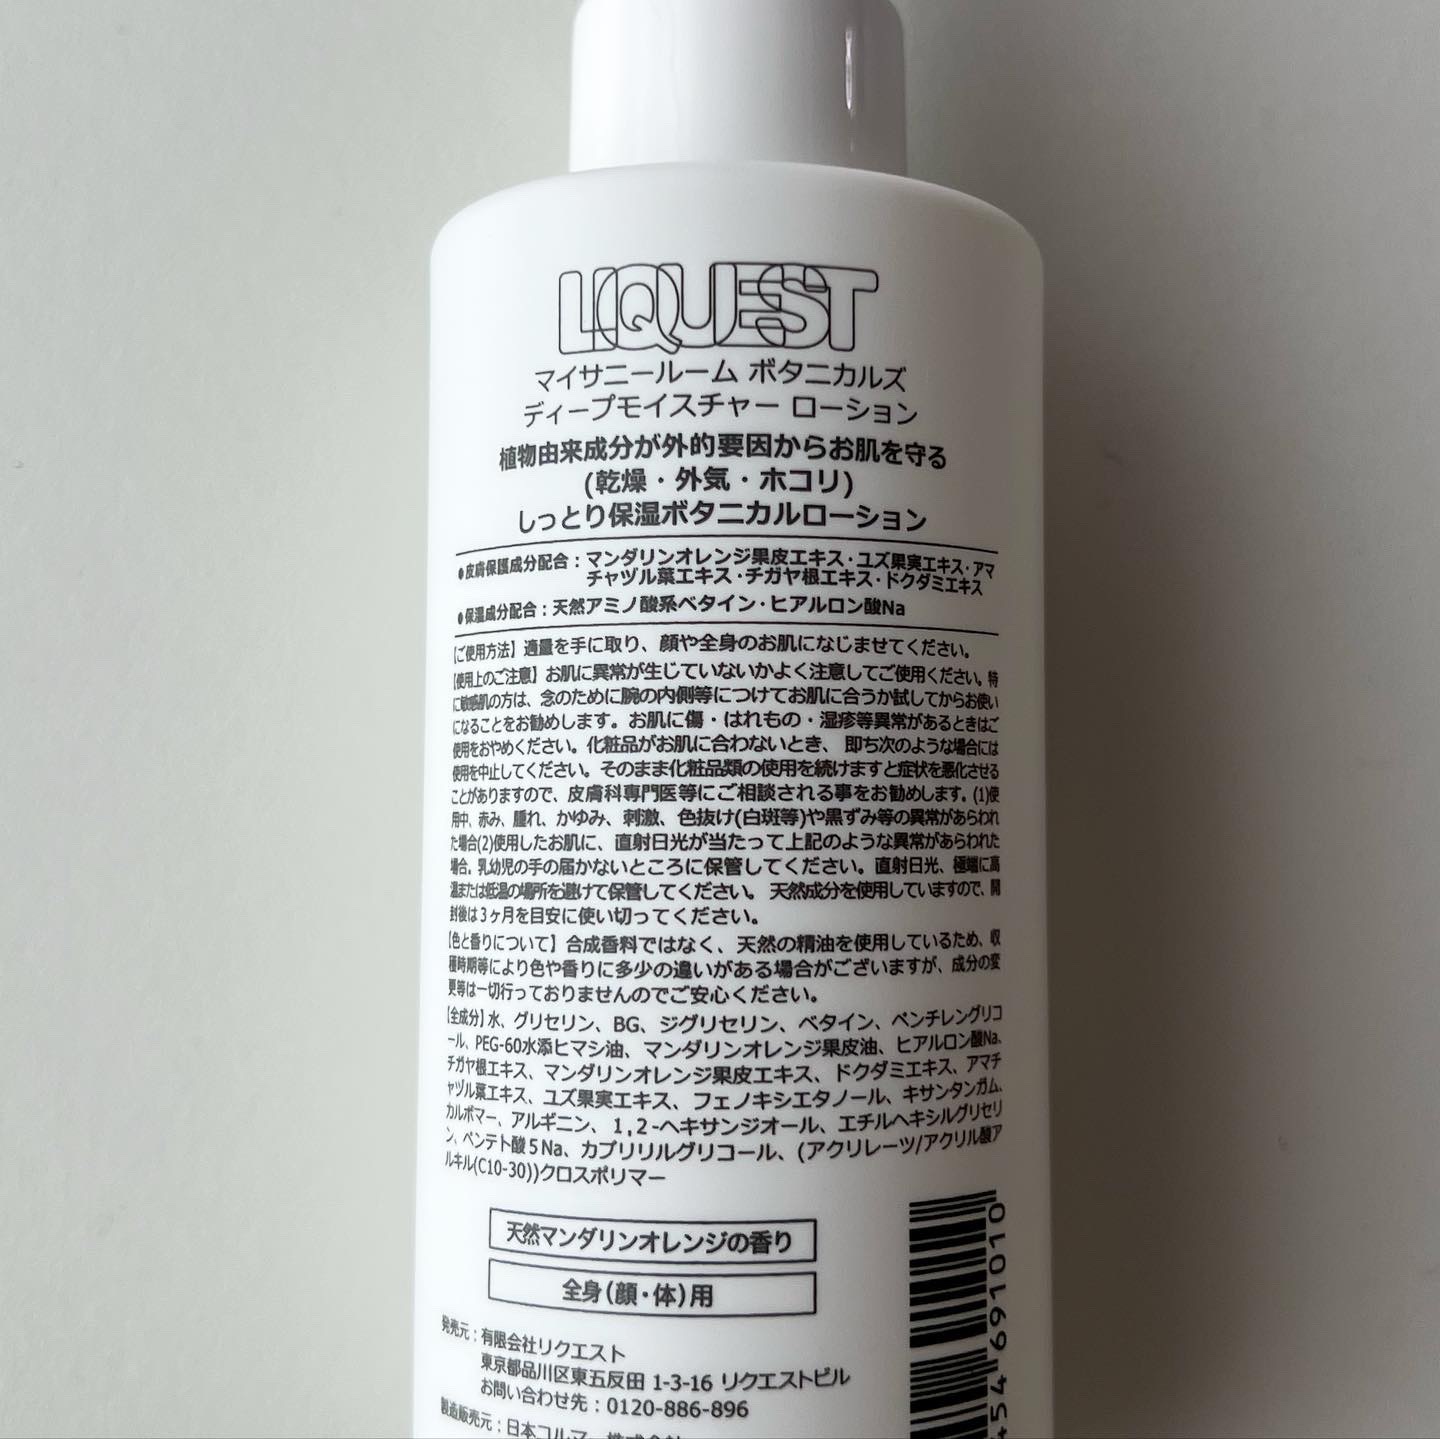 LIQUEST
マイサニールーム ボタニカルズ
ディープモイスチャー ローション
植物由来成分が外的要因からお肌を守る
(乾燥・外気・ホコリ)
しっとり保湿ボタニカルローション
●皮膚保護成分配合：マンダリンオレンジ果皮エキス・ユズ果実エキス・アマ
チャヅル葉エキス・チガヤ根エキス・ドクダミエキス
●保湿成分配合：天然アミノ酸系ベタイン・ヒアルロン酸Na
【ご使用方法】適量を手に取り、顔や全身のお肌になじませてください。
【使用上のご注意】お肌に異常が生じていないかよく注意してご使用ください。特
に敏感肌の方は、念のために腕の内側等につけてお肌に合うか試してからお使い
になることをお勧めします。お肌に傷・はれもの・湿疹等異常があるときはご
使用をおやめください。化粧品がお肌に合わないとき、即ち次のような場合には
使用を中止してください。そのまま化粧品類の使用を続けますと症状を悪化させる
ことがありますので、皮膚科専門医等にご相談される事をお勧めします。(1)使
用中、赤み、腫れ、かゆみ、刺激、色抜け(白斑等)や黒ずみ等の異常があらわれ
た場合(2)使用したお肌に、直射日光が当たって上記のような異常があらわれた
場合。乳幼児の手の届かないところに保管してください。直射日光、極端に高
温または低温の場所を避けて保管してください。天然成分を使用していますので、開
封後は3ヶ月を目安に使い切ってください。
【色と香りについて】合成香料ではなく、天然の精油を使用しているため、収
穫時期等により色や香りに多少の違いがある場合がございますが、成分の変
更等は一切行っておりませんのでご安心ください。
【全成分】水、グリセリン、BG、ジグリセリン、ベタイン、ペンチレングリコ
ール、PEG-60水添ヒマシ油、マンダリンオレンジ果皮油、ヒアルロン酸Na、
チガヤ根エキス、マンダリンオレンジ果皮エキス、ドクダミエキス、アマチ
ャヅル葉エキス、ユズ果実エキス、フェノキシエタノール、キサンタンガム、
カルボマー、アルギニン、1,2-ヘキサンジオール、エチルヘキシルグリセリ
ン、ペンテト酸5Na、カプリリルグリコール、(アクリレーツ/アクリル酸ア
ルキル(C10-30))クロスポリマー
天然マンダリンオレンジの香り
全身(顔・体)用
発売元：有限会社リクエスト
東京都品川区東五反田 1-3-16 リクエストビル
お問い合わせ先：0120-886-896
製造販売元：日本コルマー株式会社
454 691010